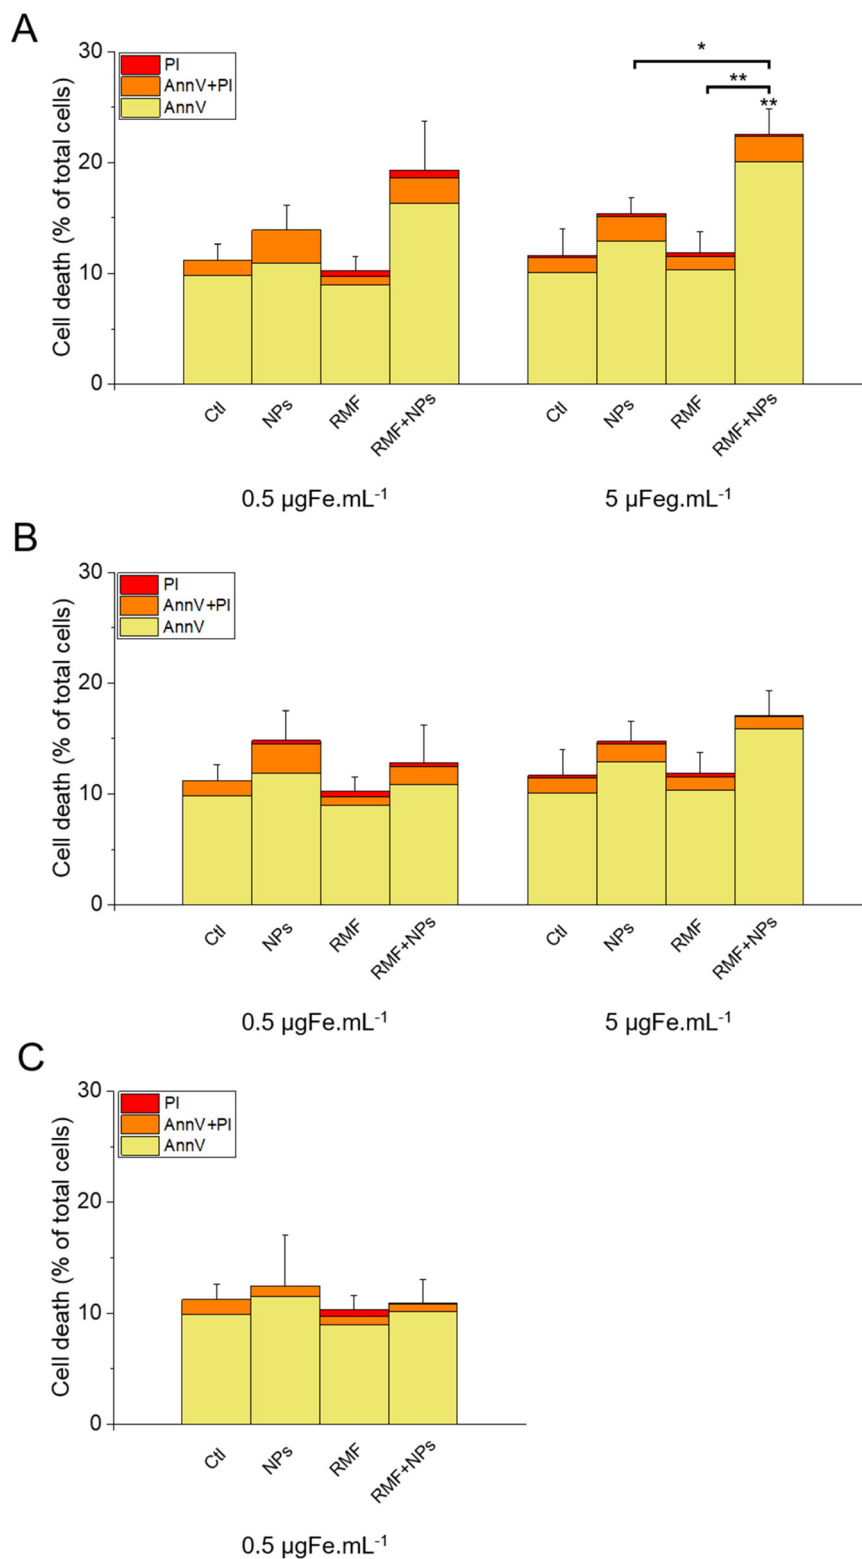 A
30
20
10
0
Cell death (% of total cells)
PI
AnnV+PI
AnnV
*
**
**
Ctl
NPs
RMF
RMF+NPs
Ctl
NPs
RMF
RMF+NPs
0.5 µgFe.mL⁻¹
5 µFeg.mL⁻¹
B
30
20
10
0
Cell death (% of total cells)
PI
AnnV+PI
AnnV
Ctl
NPs
RMF
RMF+NPs
Ctl
NPs
RMF
RMF+NPs
0.5 µgFe.mL⁻¹
5 µgFe.mL⁻¹
C
30
20
10
0
Cell death (% of total cells)
PI
AnnV+PI
AnnV
Ctl
NPs
RMF
RMF+NPs
0.5 µgFe.mL⁻¹